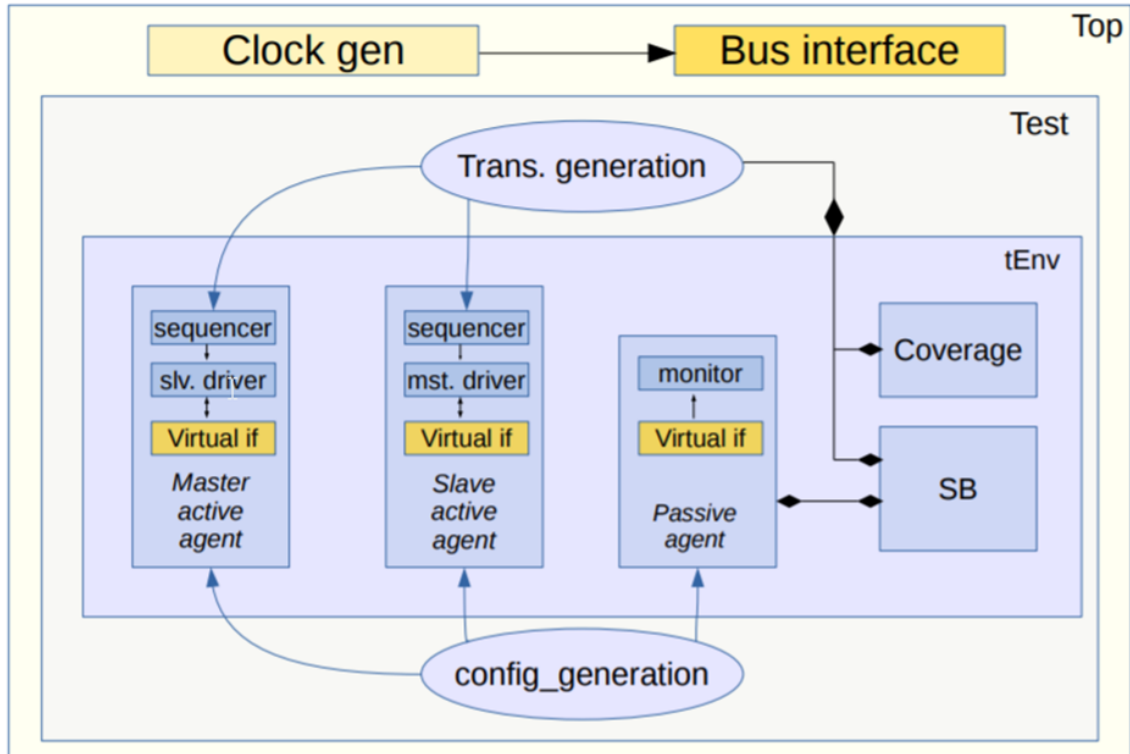 Top
Clock gen
Bus interface
Test
Trans. generation
tEnv
sequencer
slv. driver
Virtual if
Master
active
agent
sequencer
mst. driver
Virtual if
Slave
active
agent
monitor
Virtual if
Passive
agent
Coverage
SB
config_generation